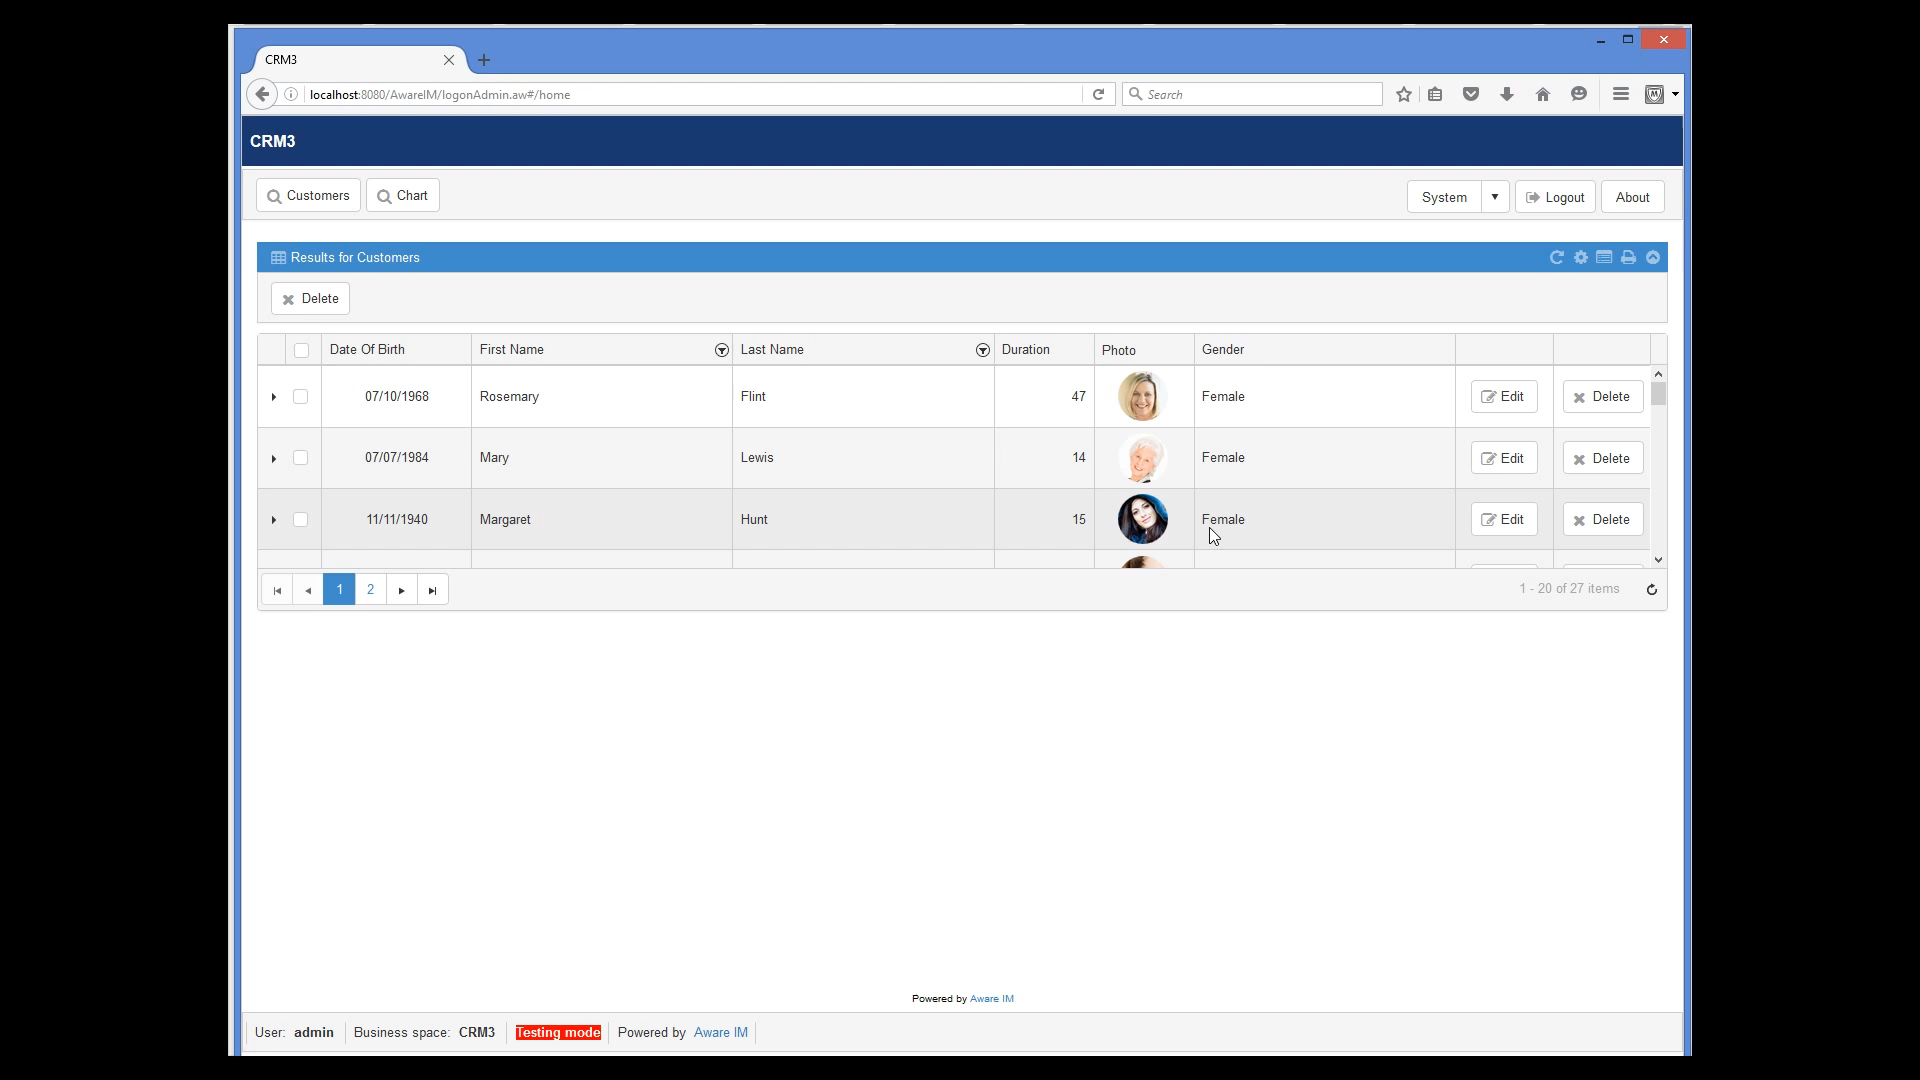 CRM3
localhost:8080/AwareIM/logonAdmin.aw#/home
Search
CRM3
Customers
Chart
System
Logout
About
Results for Customers
Delete
Date Of Birth First Name Last Name Duration Photo Gender
07/10/1968 Rosemary Flint 47 Female Edit Delete
07/07/1984 Mary Lewis 14 Female Edit Delete
11/11/1940 Margaret Hunt 15 Female Edit Delete
1 2
1 - 20 of 27 items
Powered by Aware IM
User: admin Business space: CRM3 Testing mode Powered by Aware IM